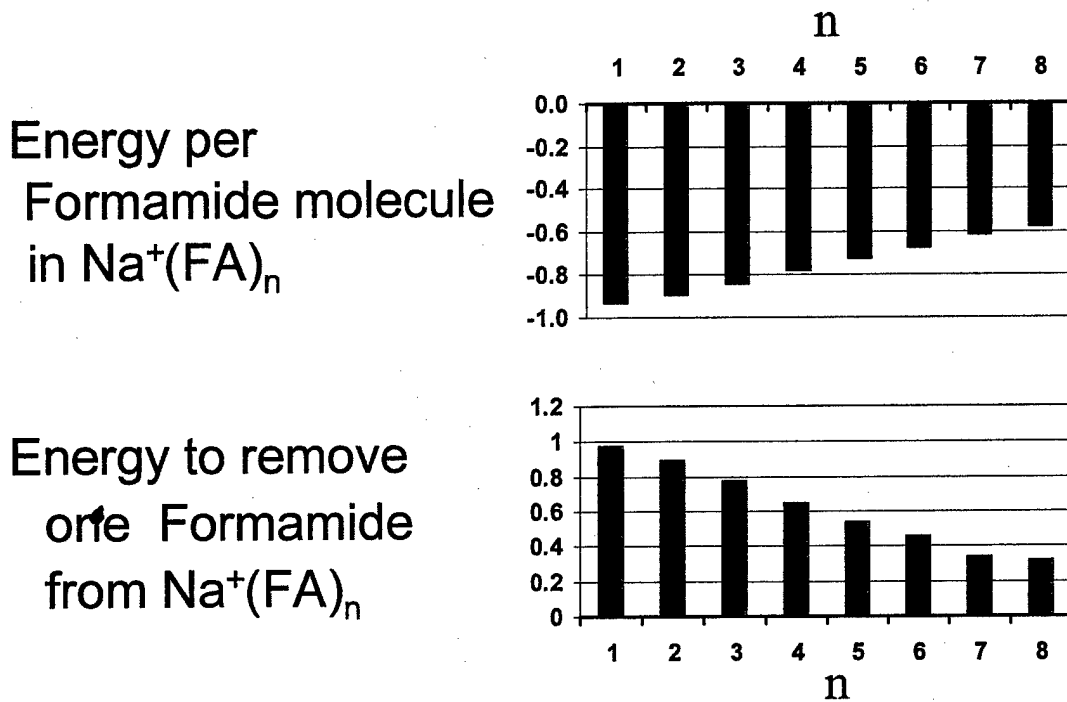 n
1 2 3 4 5 6 7 8
0.0
-0.2
-0.4
-0.6
-0.8
-1.0
Energy per
Formamide molecule
in Na⁺(FA)ₙ
1.2
1
0.8
0.6
0.4
0.2
0
Energy to remove
one Formamide
from Na⁺(FA)ₙ
1 2 3 4 5 6 7 8
n